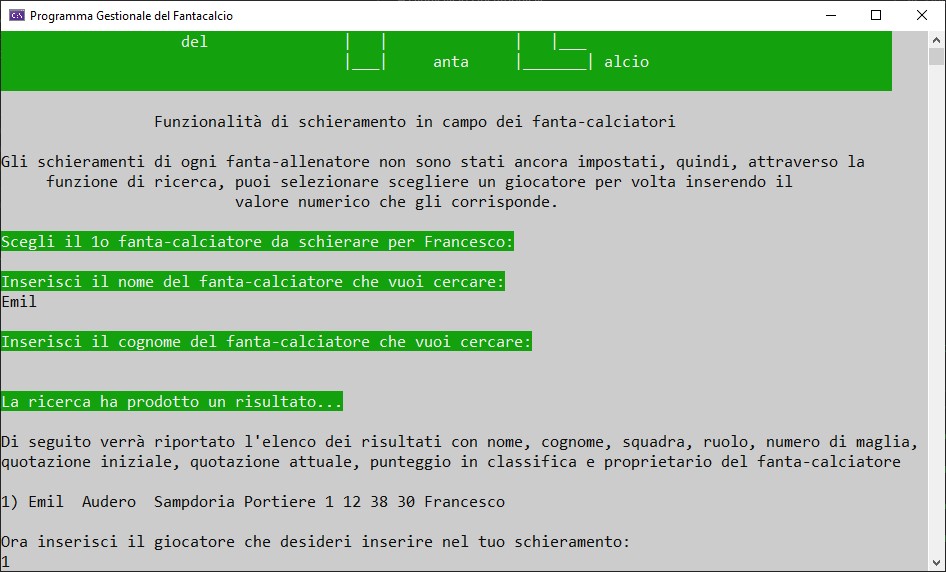 Programma Gestionale del Fantacalcio
del | | | |___
|___| anta |_______| alcio
Funzionalità di schieramento in campo dei fanta-calciatori
Gli schieramenti di ogni fanta-allenatore non sono stati ancora impostati, quindi, attraverso la
funzione di ricerca, puoi selezionare scegliere un giocatore per volta inserendo il
valore numerico che gli corrisponde.
Scegli il 1o fanta-calciatore da schierare per Francesco:
Inserisci il nome del fanta-calciatore che vuoi cercare:
Emil
Inserisci il cognome del fanta-calciatore che vuoi cercare:
La ricerca ha prodotto un risultato...
Di seguito verrà riportato l'elenco dei risultati con nome, cognome, squadra, ruolo, numero di maglia,
quotazione iniziale, quotazione attuale, punteggio in classifica e proprietario del fanta-calciatore
1) Emil  Audero  Sampdoria Portiere 1 12 38 30 Francesco
Ora inserisci il giocatore che desideri inserire nel tuo schieramento:
1